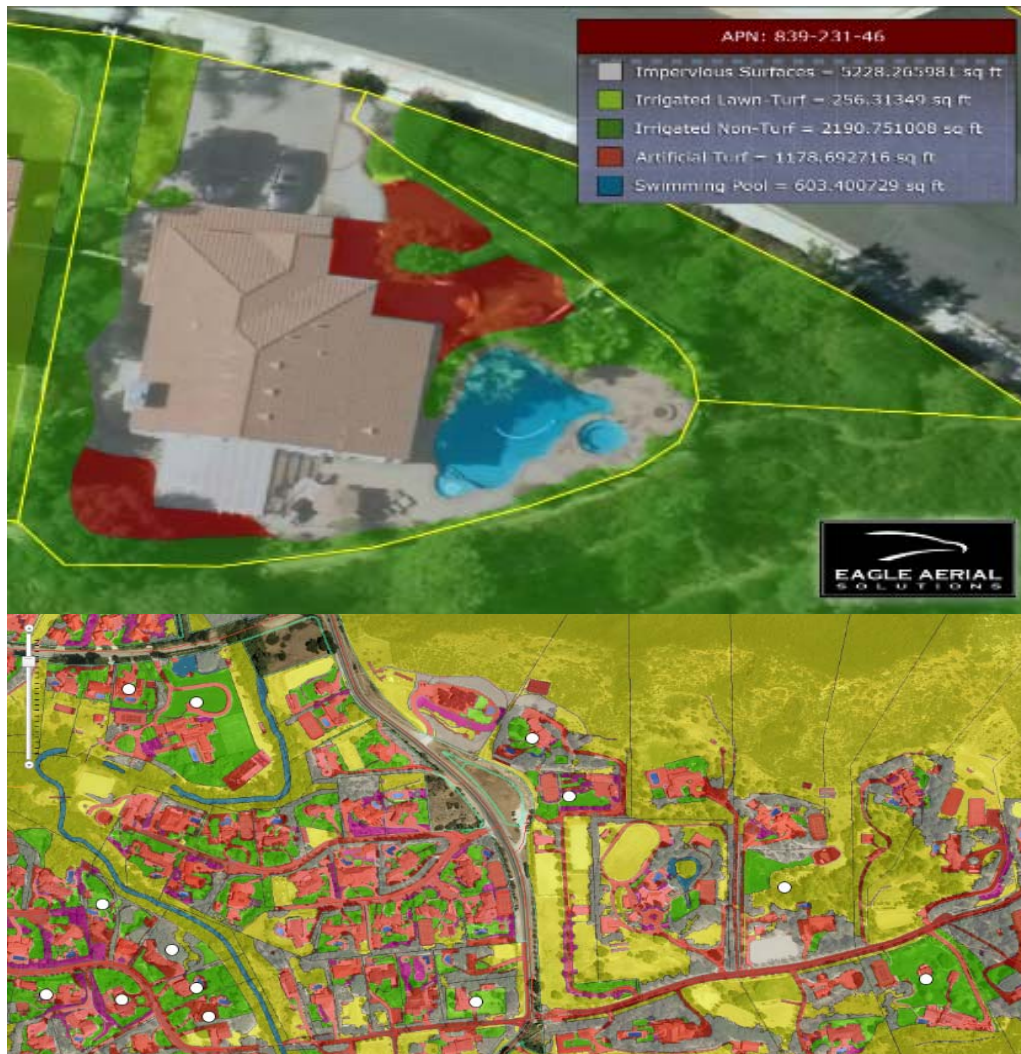 APN: 839-231-46
Impervious Surfaces = 5228.265981 sq ft
Irrigated Lawn-Turf = 256.31349 sq ft
Irrigated Non-Turf = 2190.751008 sq ft
Artificial Turf = 1178.692716 sq ft
Swimming Pool = 603.400729 sq ft
EAGLE AERIAL
SOLUTIONS